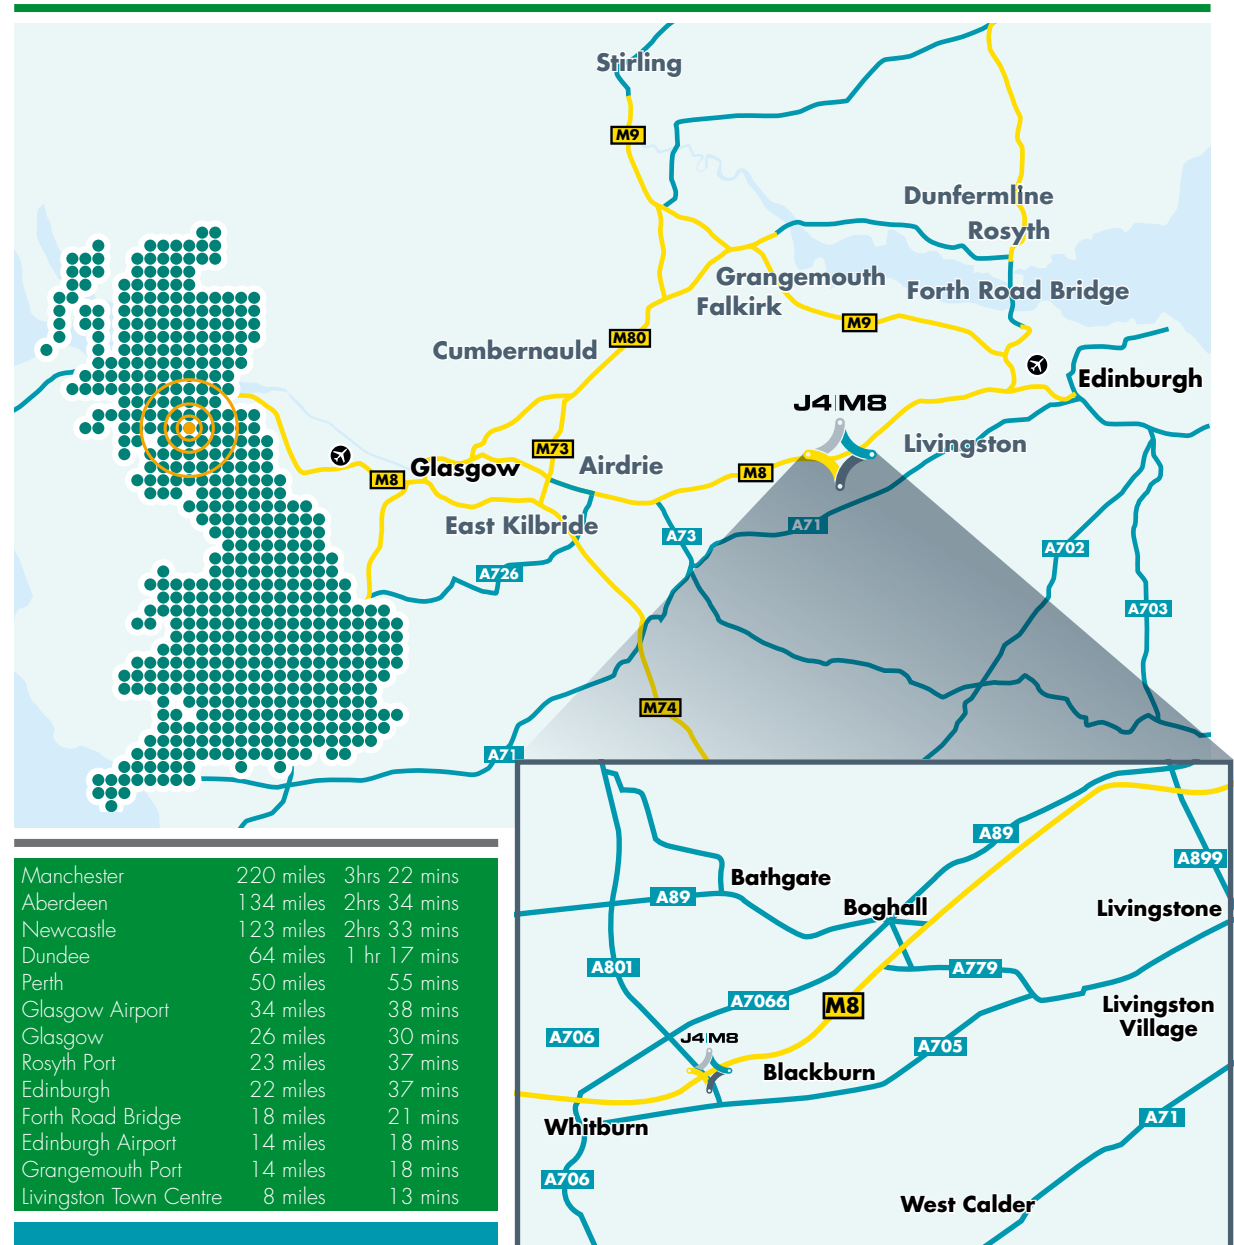 Stirling
M9
Dunfermline
Rosyth
Grangemouth
Forth Road Bridge
Falkirk
M9
M80
Cumbernauld
Edinburgh
J4 M8
Livingston
M73
Glasgow
Airdrie
M8
M8
East Kilbride
A71
A73
A702
A726
A703
M74
A71
A89
A899
Bathgate
A89
Boghall
Livingstone
A801
A779
A7066
M8
Livingston
Village
A706
J4 M8
A705
Blackburn
Whitburn
A71
A706
West Calder
Manchester 220 miles 3hrs 22 mins
Aberdeen 134 miles 2hrs 34 mins
Newcastle 123 miles 2hrs 33 mins
Dundee 64 miles 1 hr 17 mins
Perth 50 miles 55 mins
Glasgow Airport 34 miles 38 mins
Glasgow 26 miles 30 mins
Rosyth Port 23 miles 37 mins
Edinburgh 22 miles 37 mins
Forth Road Bridge 18 miles 21 mins
Edinburgh Airport 14 miles 18 mins
Grangemouth Port 14 miles 18 mins
Livingston Town Centre 8 miles 13 mins